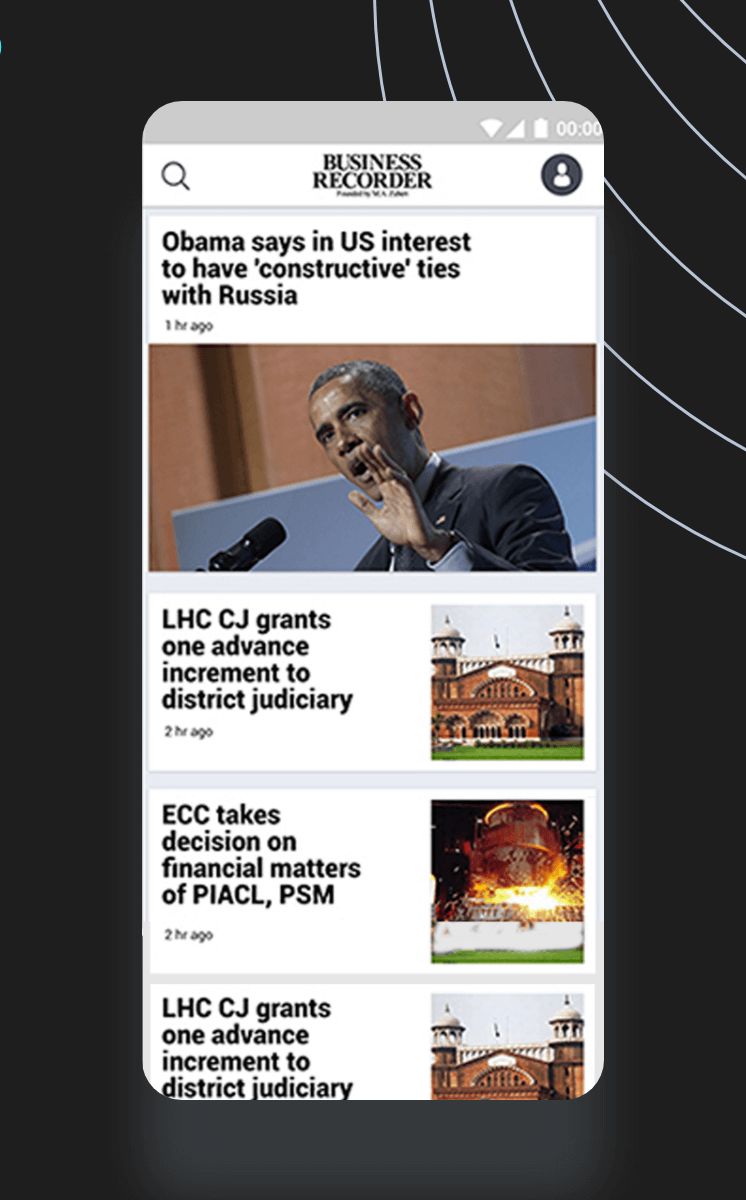 00:00
BUSINESS
RECORDER
Founded by M.A. Zuberi
Obama says in US interest
to have 'constructive' ties
with Russia
1 hr ago
LHC CJ grants
one advance
increment to
district judiciary
2 hr ago
ECC takes
decision on
financial matters
of PIACL, PSM
2 hr ago
LHC CJ grants
one advance
increment to
district judiciary